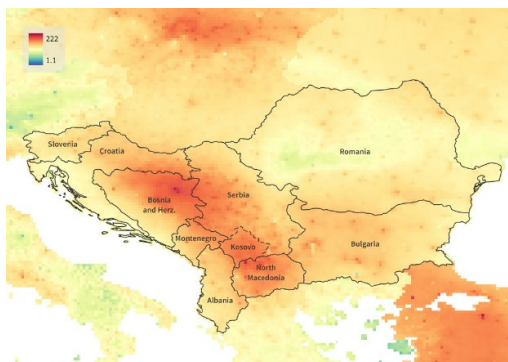 222
1.1
Slovenia
Croatia
Romania
Bosnia
and Herz.
Serbia
Montenegro
Kosovo
Bulgaria
North
Macedonia
Albania